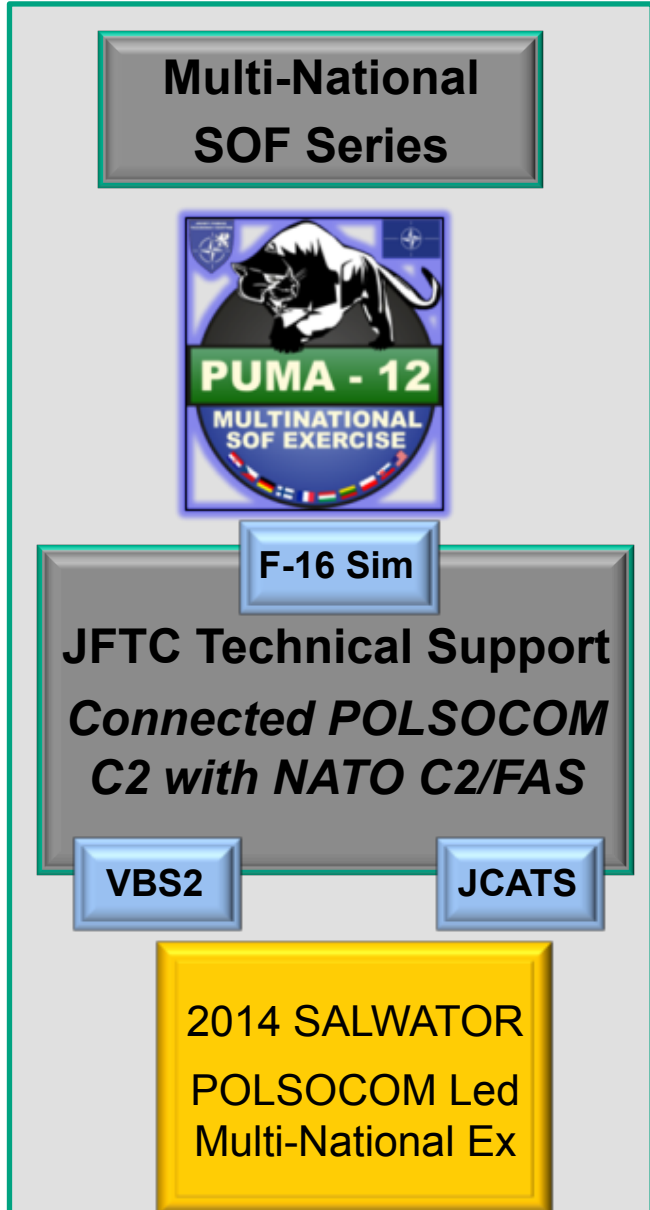 Multi-National
SOF Series
PUMA - 12
MULTINATIONAL
SOF EXERCISE
F-16 Sim
JFTC Technical Support
Connected POLSOCOM
C2 with NATO C2/FAS
VBS2
JCATS
2014 SALWATOR
POLSOCOM Led
Multi-National Ex